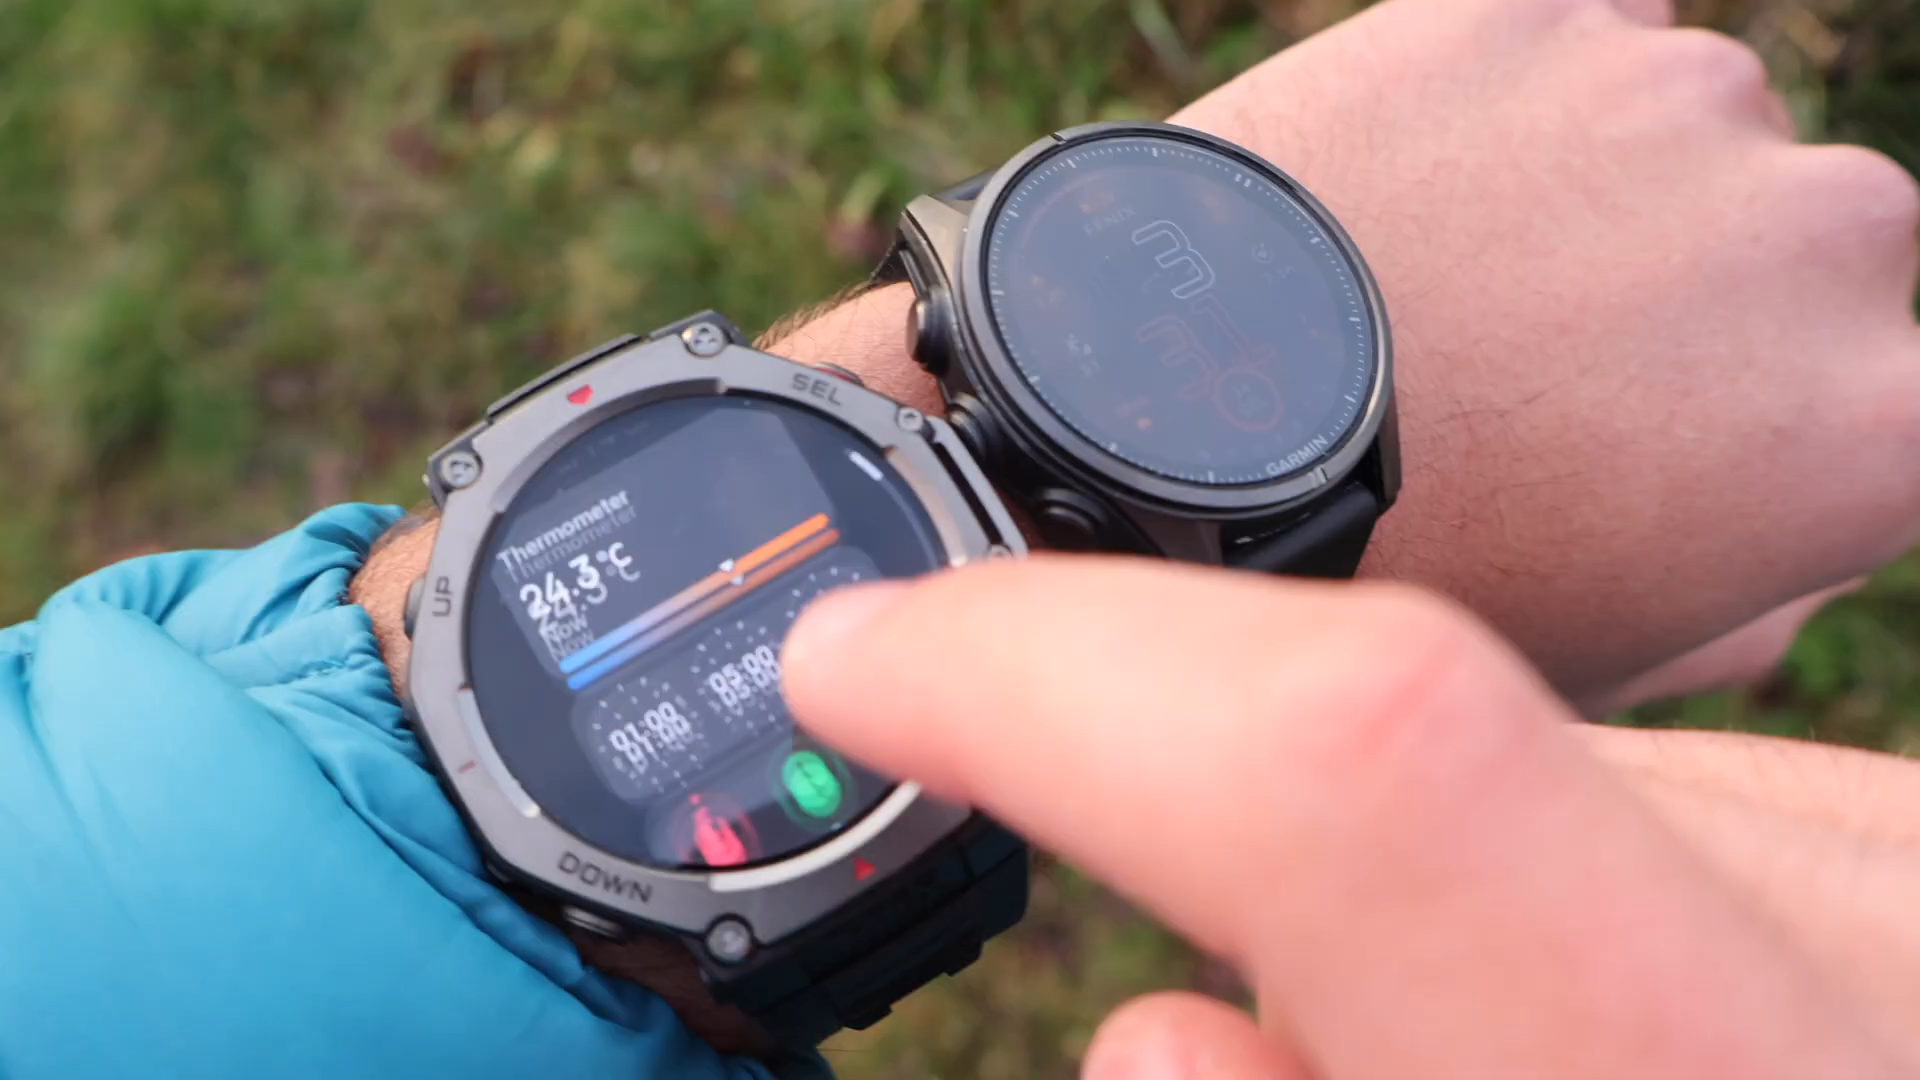 FENIX
GARMIN
SEL
UP
DOWN
Thermometer
24.3°C
Now
05:00
01:00